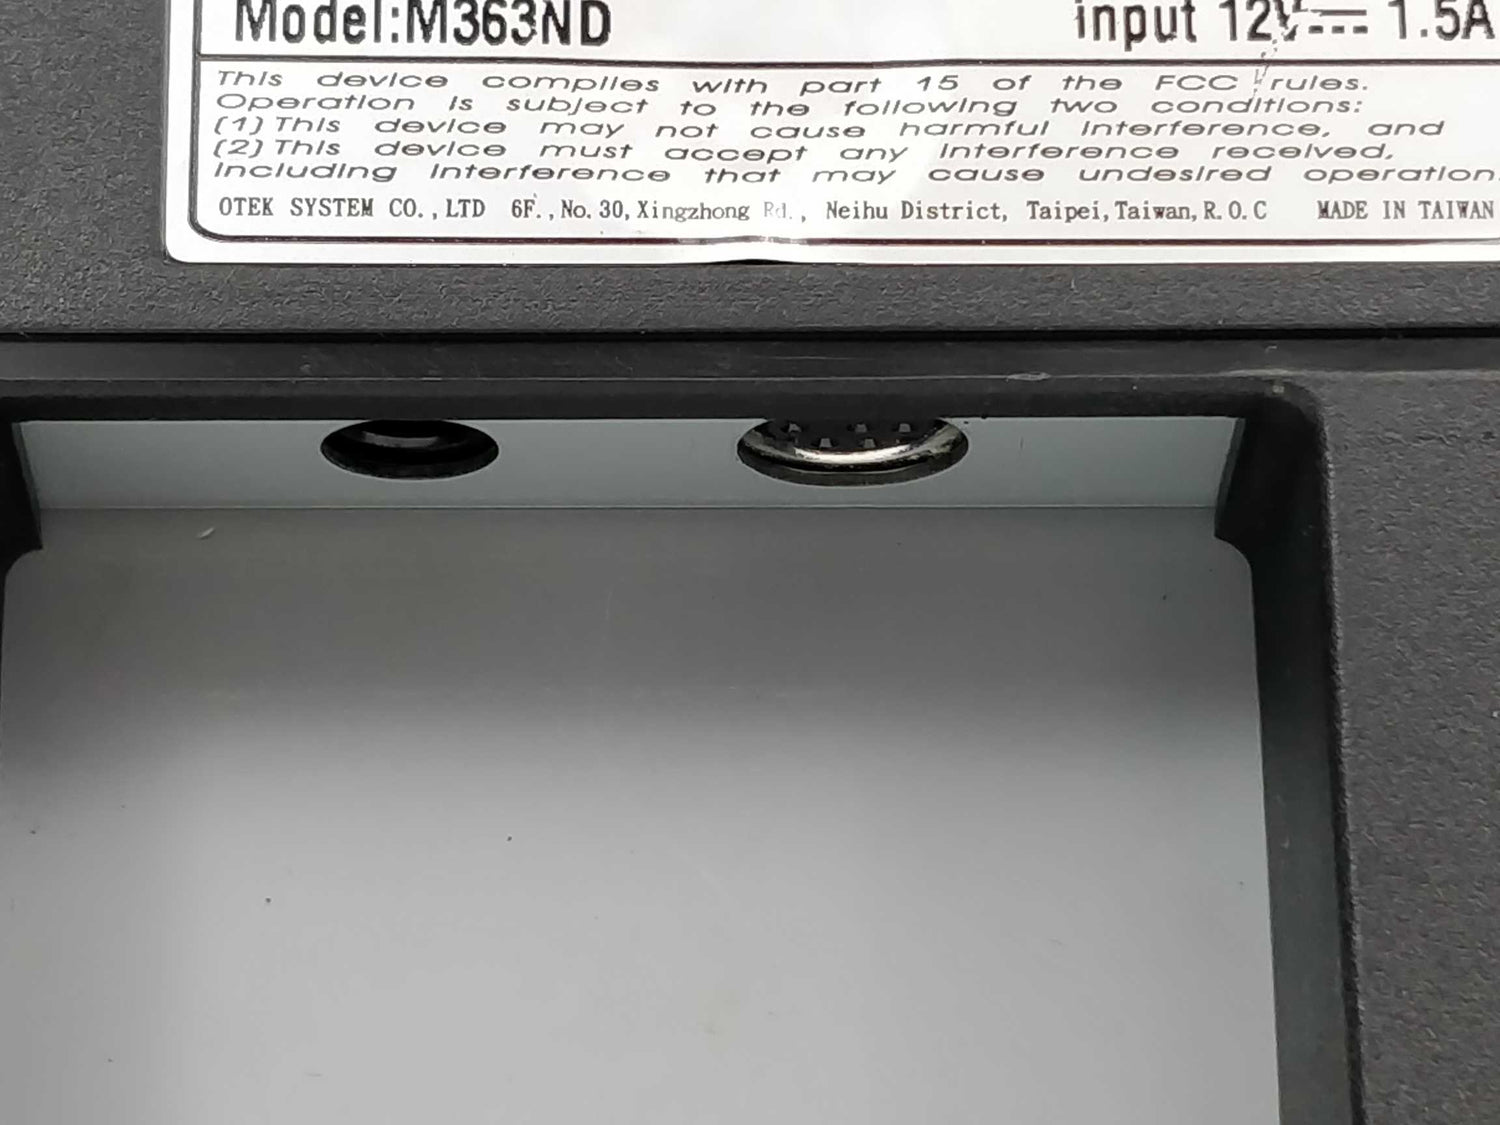 Model:M363ND input 12V⎓ 1.5A
This device complies with part 15 of the FCC rules.
Operation is subject to the following two conditions:
(1) This device may not cause harmful interference, and
(2) This device must accept any interference received,
including interference that may cause undesired operation.
OTEK SYSTEM CO.,LTD 6F.,No.30,Xingzhong Rd., Neihu District, Taipei,Taiwan,R.O.C MADE IN TAIWAN